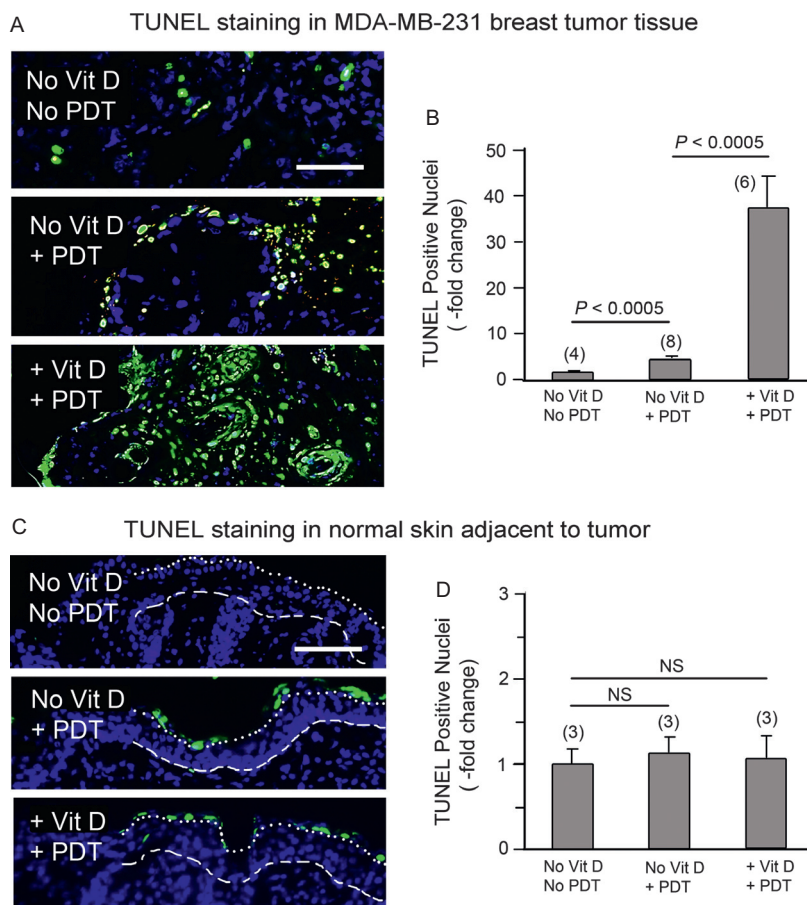 A
TUNEL staining in MDA-MB-231 breast tumor tissue
No Vit D
No PDT
No Vit D
+ PDT
+ Vit D
+ PDT
B
TUNEL Positive Nuclei
( -fold change)
50
40
30
20
10
0
P < 0.0005
P < 0.0005
(4)
(8)
(6)
No Vit D
No PDT
No Vit D
+ PDT
+ Vit D
+ PDT
C
TUNEL staining in normal skin adjacent to tumor
No Vit D
No PDT
No Vit D
+ PDT
+ Vit D
+ PDT
D
TUNEL Positive Nuclei
( -fold change)
3
2
1
0
NS
NS
(3)
(3)
(3)
No Vit D
No PDT
No Vit D
+ PDT
+ Vit D
+ PDT